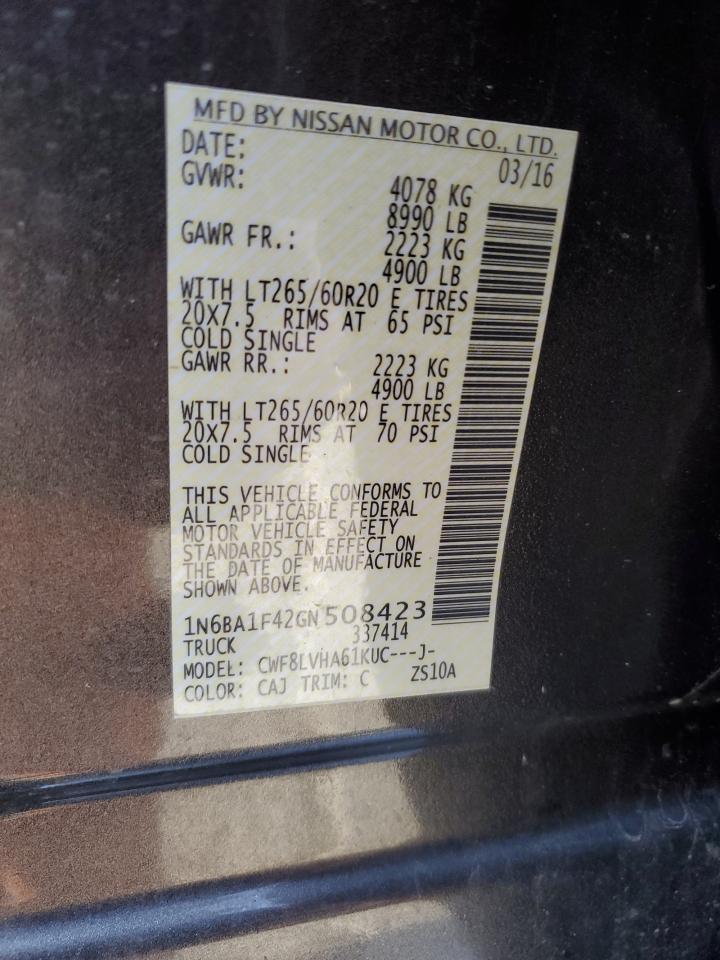 MFD BY NISSAN MOTOR CO., LTD.
DATE: 03/16
GVWR: 4078 KG
8990 LB
GAWR FR.: 2223 KG
4900 LB
WITH LT265/60R20 E TIRES
20X7.5 RIMS AT 65 PSI
COLD SINGLE
GAWR RR.: 2223 KG
4900 LB
WITH LT265/60R20 E TIRES
20X7.5 RIMS AT 70 PSI
COLD SINGLE
THIS VEHICLE CONFORMS TO
ALL APPLICABLE FEDERAL
MOTOR VEHICLE SAFETY
STANDARDS IN EFFECT ON
THE DATE OF MANUFACTURE
SHOWN ABOVE.
1N6BA1F42GN508423
TRUCK 337414
MODEL: CWF8LVHA61KUC---J-
COLOR: CAJ TRIM: C ZS10A